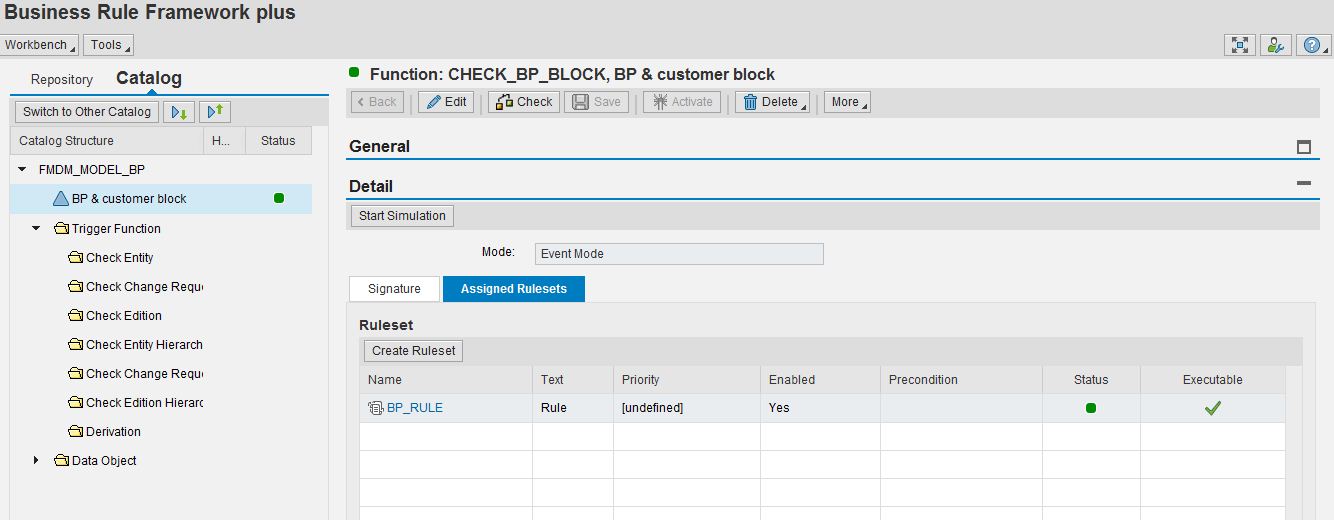 Business Rule Framework plus
Workbench Tools
Repository Catalog
Switch to Other Catalog
Catalog Structure H... Status
FMDM_MODEL_BP
BP & customer block
Trigger Function
Check Entity
Check Change Reque
Check Edition
Check Entity Hierarch
Check Change Reque
Check Edition Hierarc
Derivation
Data Object
Function: CHECK_BP_BLOCK, BP & customer block
Back Edit Check Save Activate Delete More
General
Detail
Start Simulation
Mode: Event Mode
Signature Assigned Rulesets
Ruleset
Create Ruleset
Name Text Priority Enabled Precondition Status Executable
BP_RULE Rule [undefined] Yes